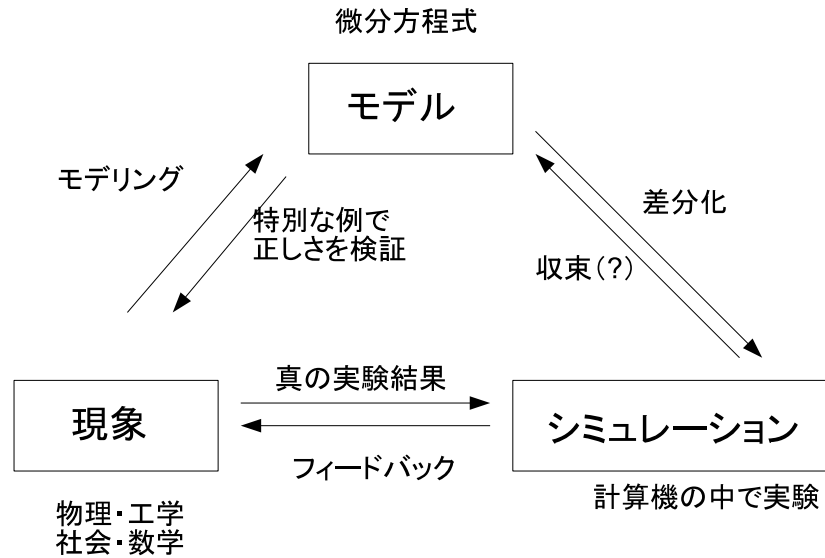 微分方程式
モデル
モデリング
特別な例で
正しさを検証
差分化
収束(?)
真の実験結果
現象
シミュレーション
フィードバック
計算機の中で実験
物理・工学
社会・数学